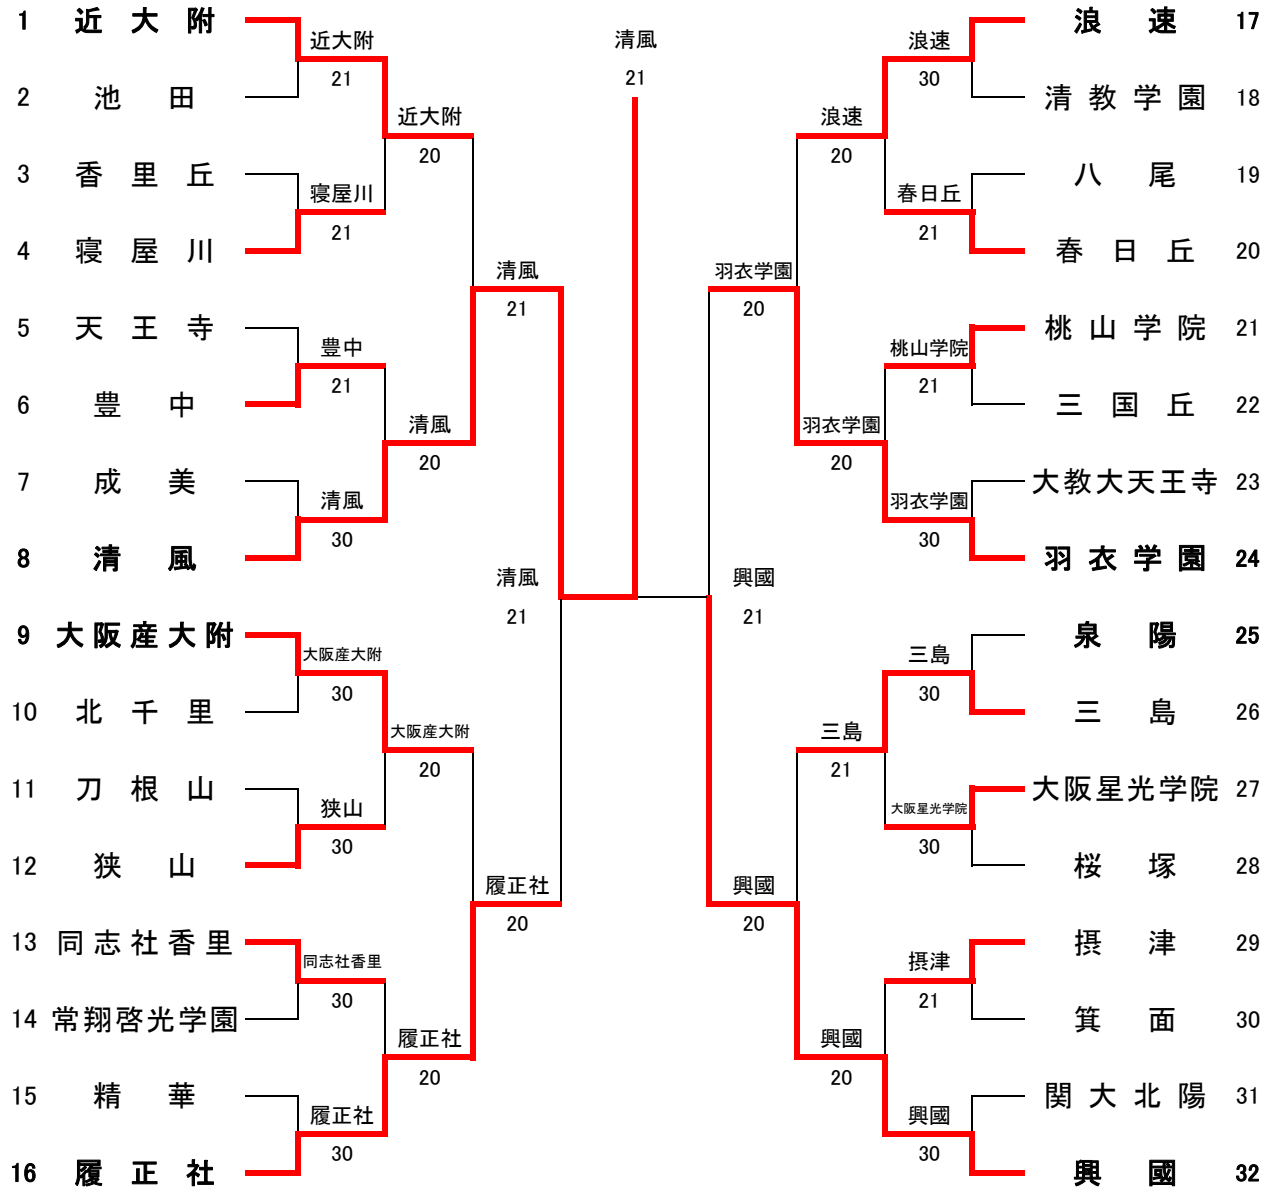 1 近大附
近大附
21
2 池田
近大附
20
3 香里丘
寝屋川
21
4 寝屋川
清風
21
5 天王寺
豊中
21
6 豊中
清風
20
7 成美
清風
30
8 清風
清風
21
清風
21
9 大阪産大附
大阪産大附
30
10 北千里
大阪産大附
20
11 刀根山
狭山
30
12 狭山
履正社
20
13 同志社香里
同志社香里
30
14 常翔啓光学園
履正社
20
15 精華
履正社
30
16 履正社
浪速 17
浪速
30
清教学園 18
浪速
20
八尾 19
春日丘
21
春日丘 20
羽衣学園
20
桃山学院 21
桃山学院
21
三国丘 22
羽衣学園
20
大教大天王寺 23
羽衣学園
30
羽衣学園 24
興國
21
泉陽 25
三島
30
三島 26
三島
21
大阪星光学院 27
大阪星光学院
30
桜塚 28
興國
20
摂津 29
摂津
21
箕面 30
興國
20
関大北陽 31
興國
30
興國 32